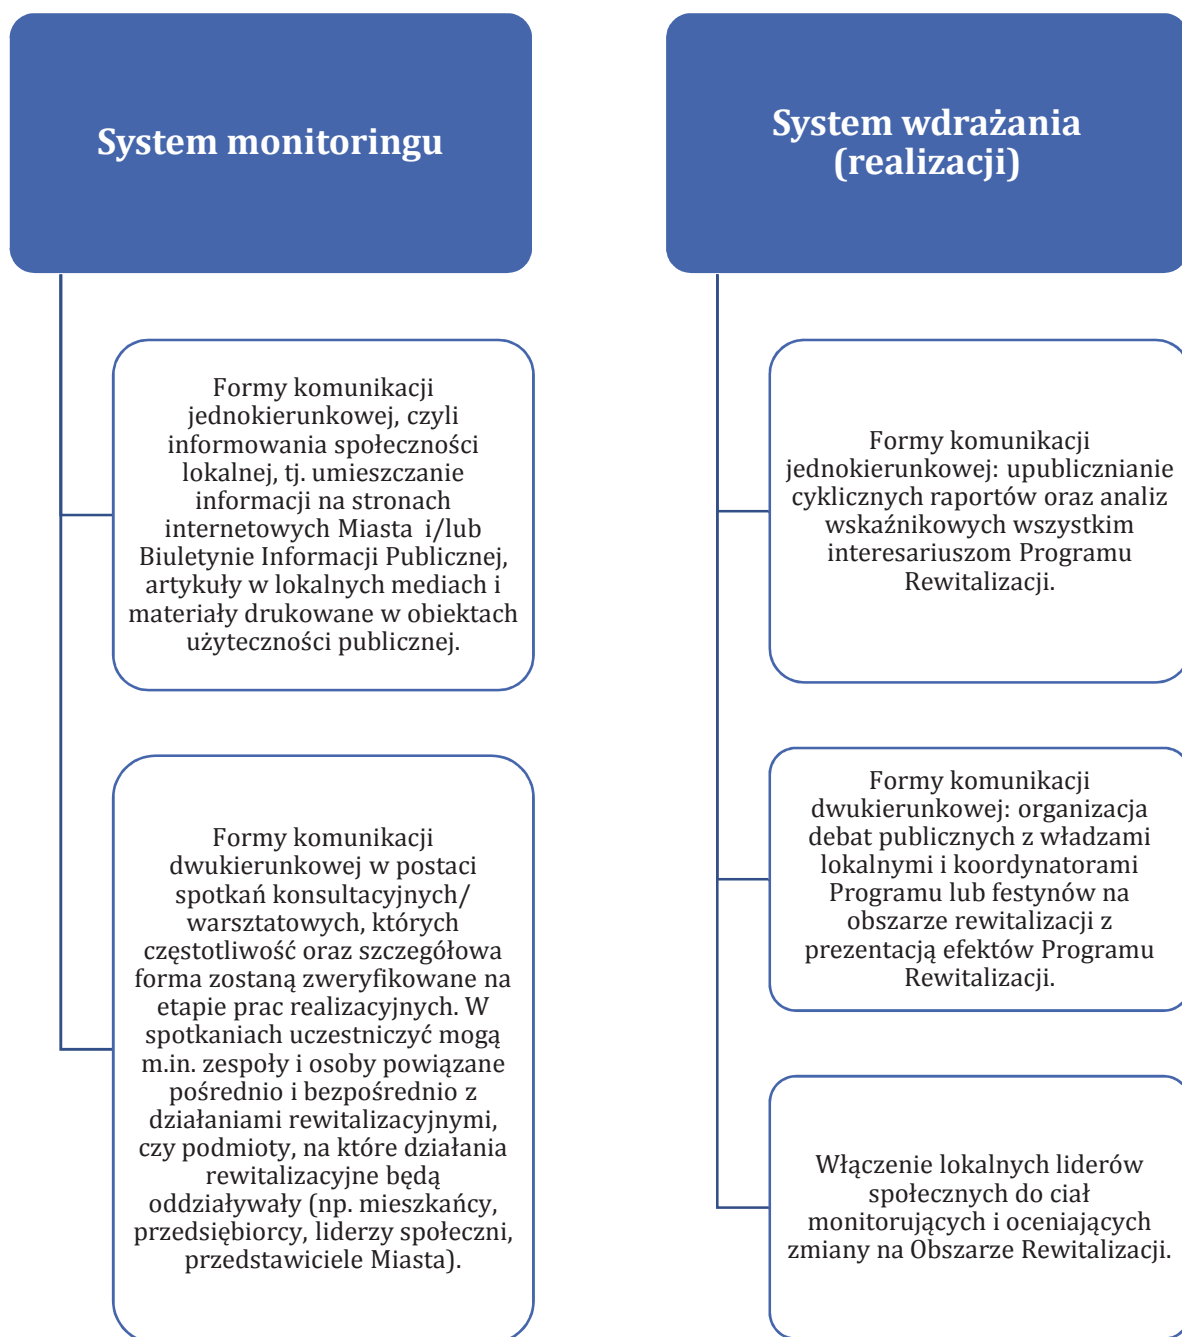 System monitoringu
Formy komunikacji
jednokierunkowej, czyli
informowania społeczności
lokalnej, tj. umieszczanie
informacji na stronach
internetowych Miasta i/lub
Biuletynie Informacji Publicznej,
artykuły w lokalnych mediach i
materiały drukowane w obiektach
użyteczności publicznej.
Formy komunikacji
dwukierunkowej w postaci
spotkań konsultacyjnych/
warsztatowych, których
częstotliwość oraz szczegółowa
forma zostaną zweryfikowane na
etapie prac realizacyjnych. W
spotkaniach uczestniczyć mogą
m.in. zespoły i osoby powiązane
pośrednio i bezpośrednio z
działaniami rewitalizacyjnymi,
czy podmioty, na które działania
rewitalizacyjne będą
oddziaływały (np. mieszkańcy,
przedsiębiorcy, liderzy społeczni,
przedstawiciele Miasta).
System wdrażania
(realizacji)
Formy komunikacji
jednokierunkowej: upublicznianie
cyklicznych raportów oraz analiz
wskaźnikowych wszystkim
interesariuszom Programu
Rewitalizacji.
Formy komunikacji
dwukierunkowej: organizacja
debat publicznych z władzami
lokalnymi i koordynatorami
Programu lub festynów na
obszarze rewitalizacji z
prezentacją efektów Programu
Rewitalizacji.
Włączenie lokalnych liderów
społecznych do ciał
monitorujących i oceniających
zmiany na Obszarze Rewitalizacji.